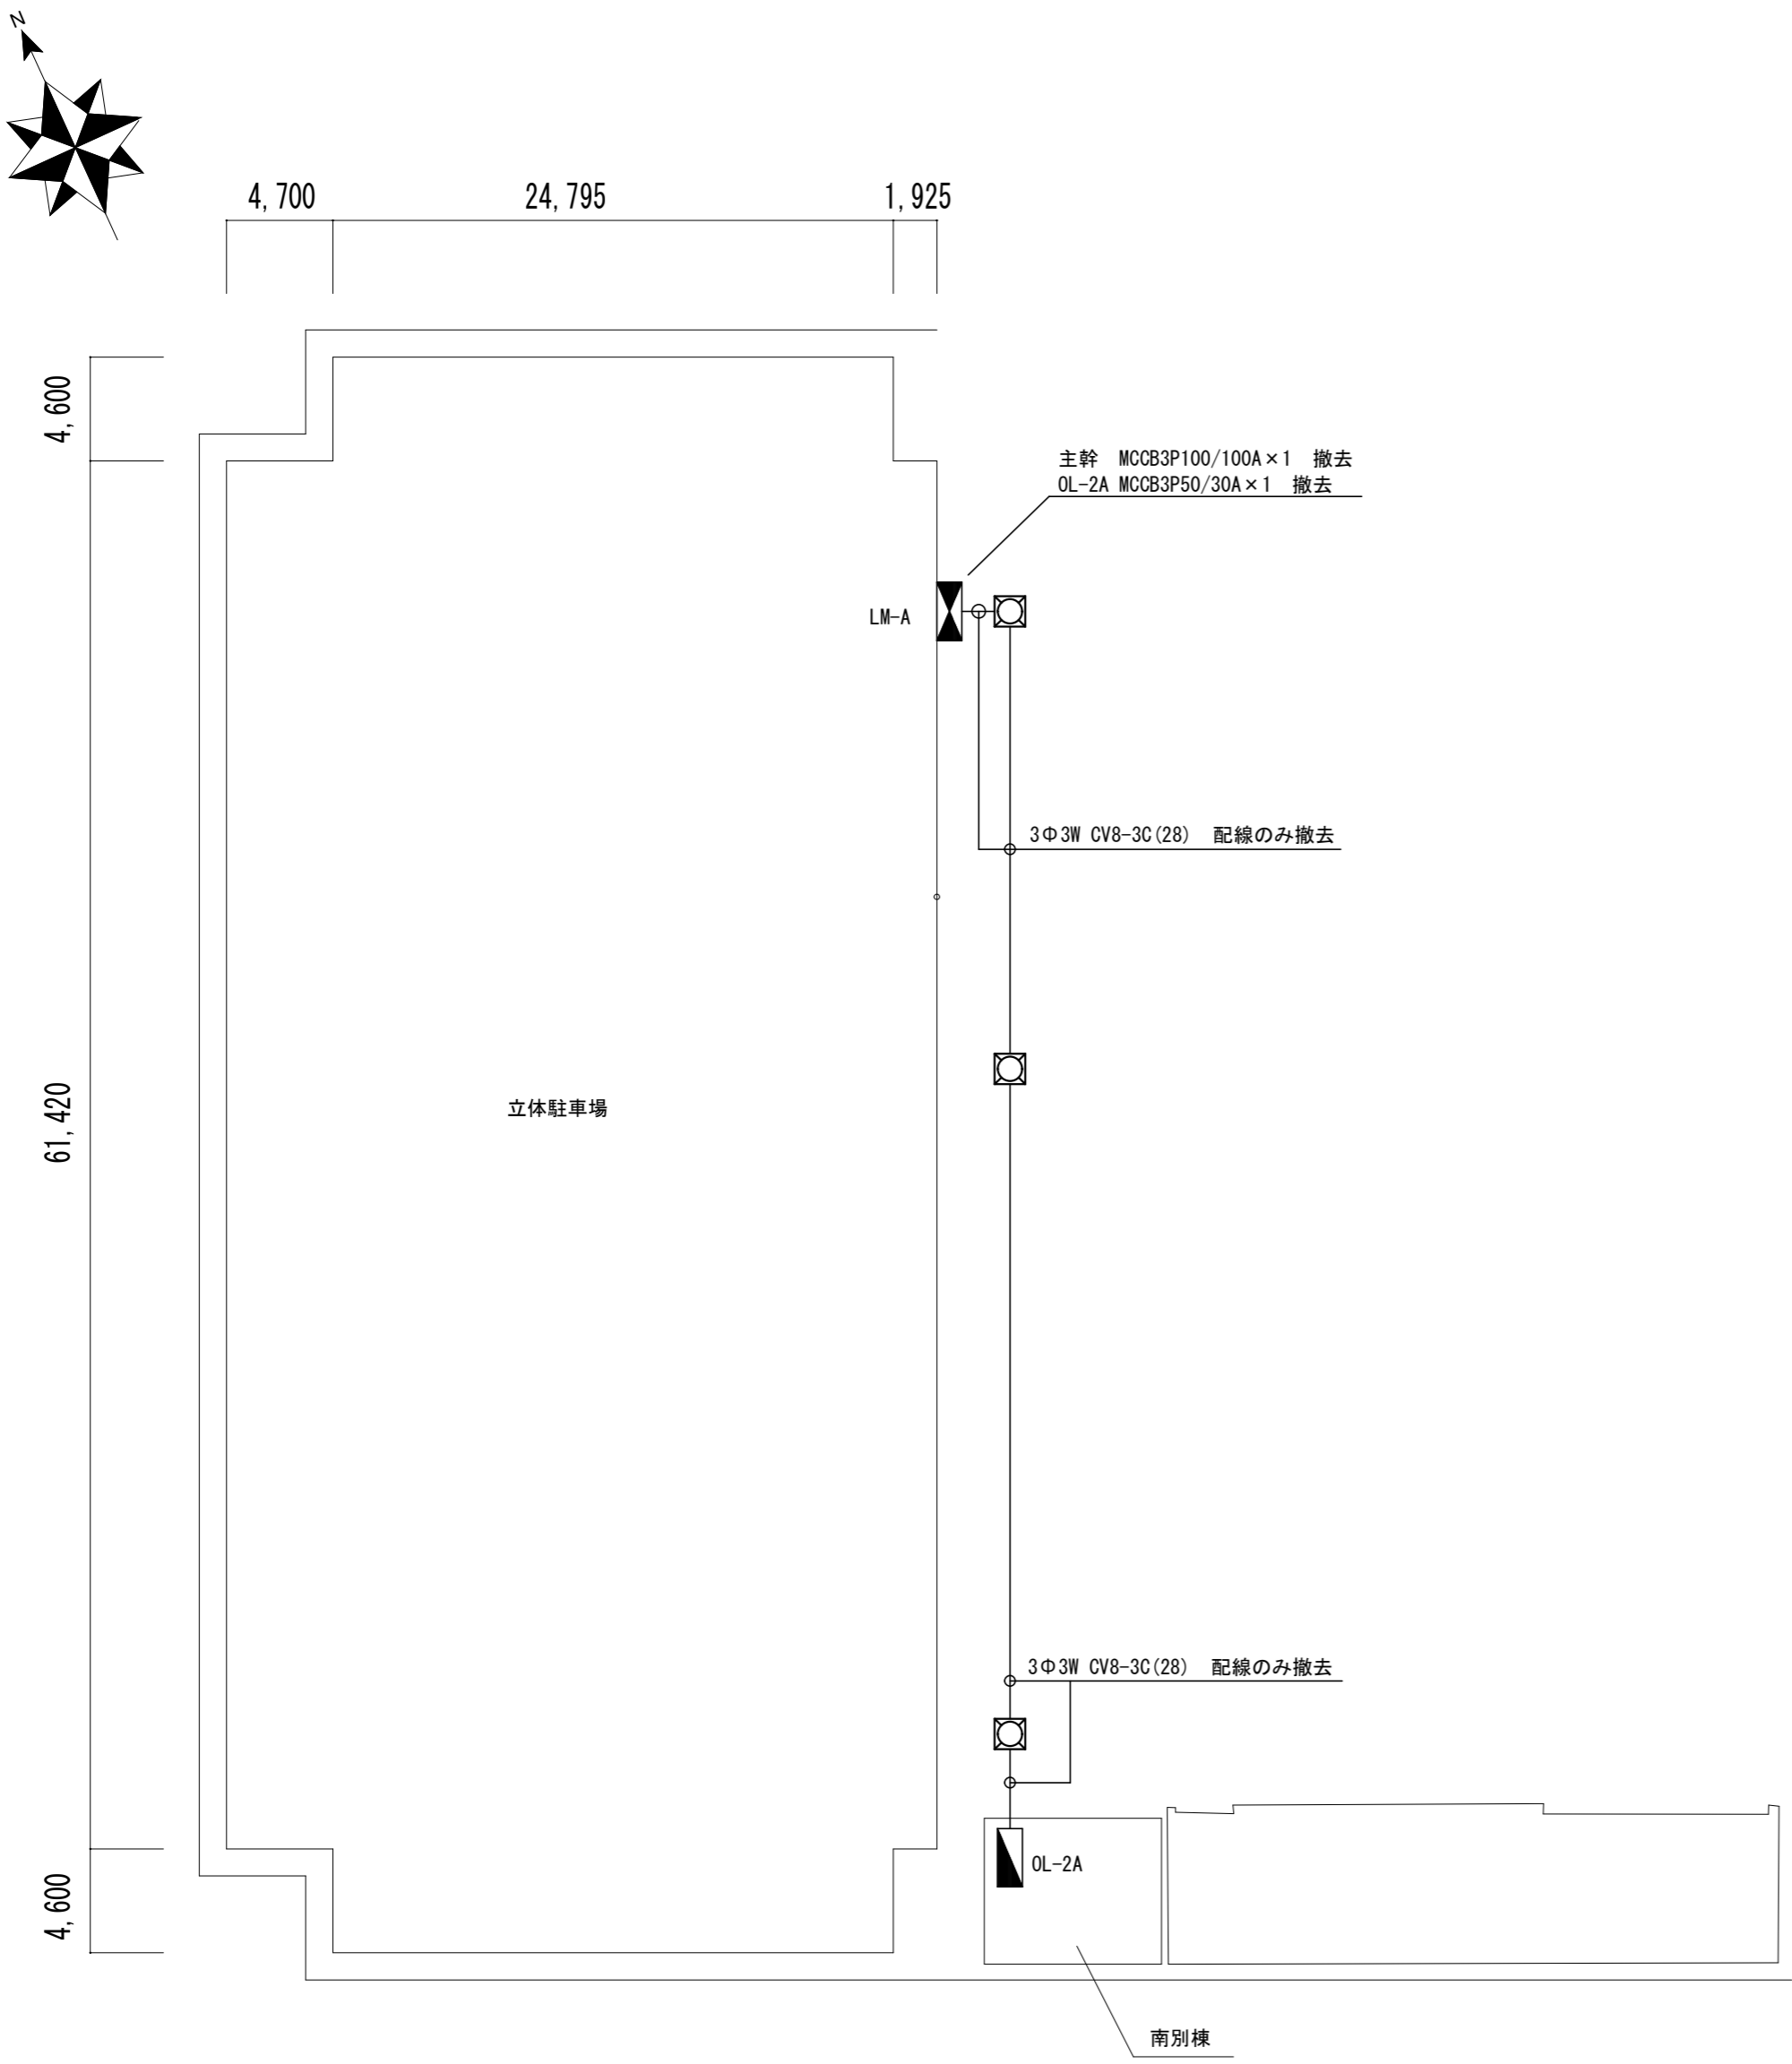 N
4,700
24,795
1,925
4,600
主幹　MCCB3P100/100A×1　撤去
OL-2A MCCB3P50/30A×1　撤去
LM-A
3Φ3W CV8-3C(28)　配線のみ撤去
61,420
立体駐車場
3Φ3W CV8-3C(28)　配線のみ撤去
OL-2A
4,600
南別棟